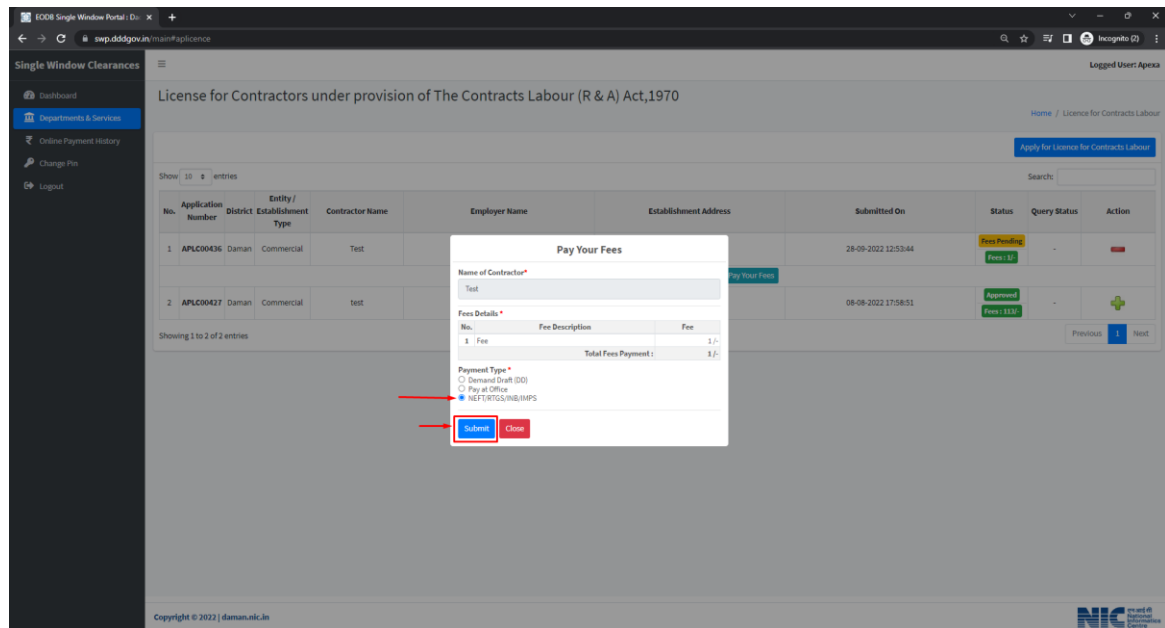 EODB Single Window Portal : Da
swp.dddgov.in/main#aplicence
Incognito (2)
Single Window Clearances
Logged User: Apexa
Dashboard
Departments & Services
Online Payment History
Change Pin
Logout
License for Contractors under provision of The Contracts Labour (R & A) Act,1970
Home / Licence for Contracts Labour
Apply for Licence for Contracts Labour
Show 10 entries
Search:
No. Application Number District Entity / Establishment Type Contractor Name Employer Name Establishment Address Submitted On Status Query Status Action
1 APLC00436 Daman Commercial Test 28-09-2022 12:53:44 Fees Pending -
Fees : 1/-
Pay Your Fees
2 APLC00427 Daman Commercial test 08-08-2022 17:58:51 Approved -
Fees : 113/-
Showing 1 to 2 of 2 entries
Previous 1 Next
Pay Your Fees
Name of Contractor*
Test
Fees Details *
No. Fee Description Fee
1 Fee 1 /-
Total Fees Payment : 1 /-
Payment Type *
Demand Draft (DD)
Pay at Office
NEFT/RTGS/INB/IMPS
Submit Close
Copyright © 2022 | daman.nic.in
NIC
एन आई सी
National
Informatics
Centre